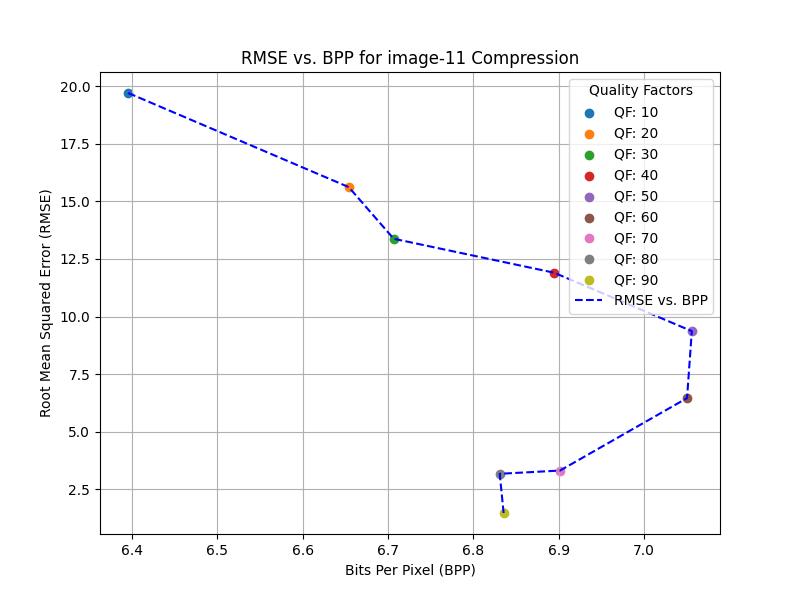 RMSE vs. BPP for image-11 Compression
Root Mean Squared Error (RMSE)
20.0
17.5
15.0
12.5
10.0
7.5
5.0
2.5
Quality Factors
QF: 10
QF: 20
QF: 30
QF: 40
QF: 50
QF: 60
QF: 70
QF: 80
QF: 90
RMSE vs. BPP
6.4 6.5 6.6 6.7 6.8 6.9 7.0
Bits Per Pixel (BPP)